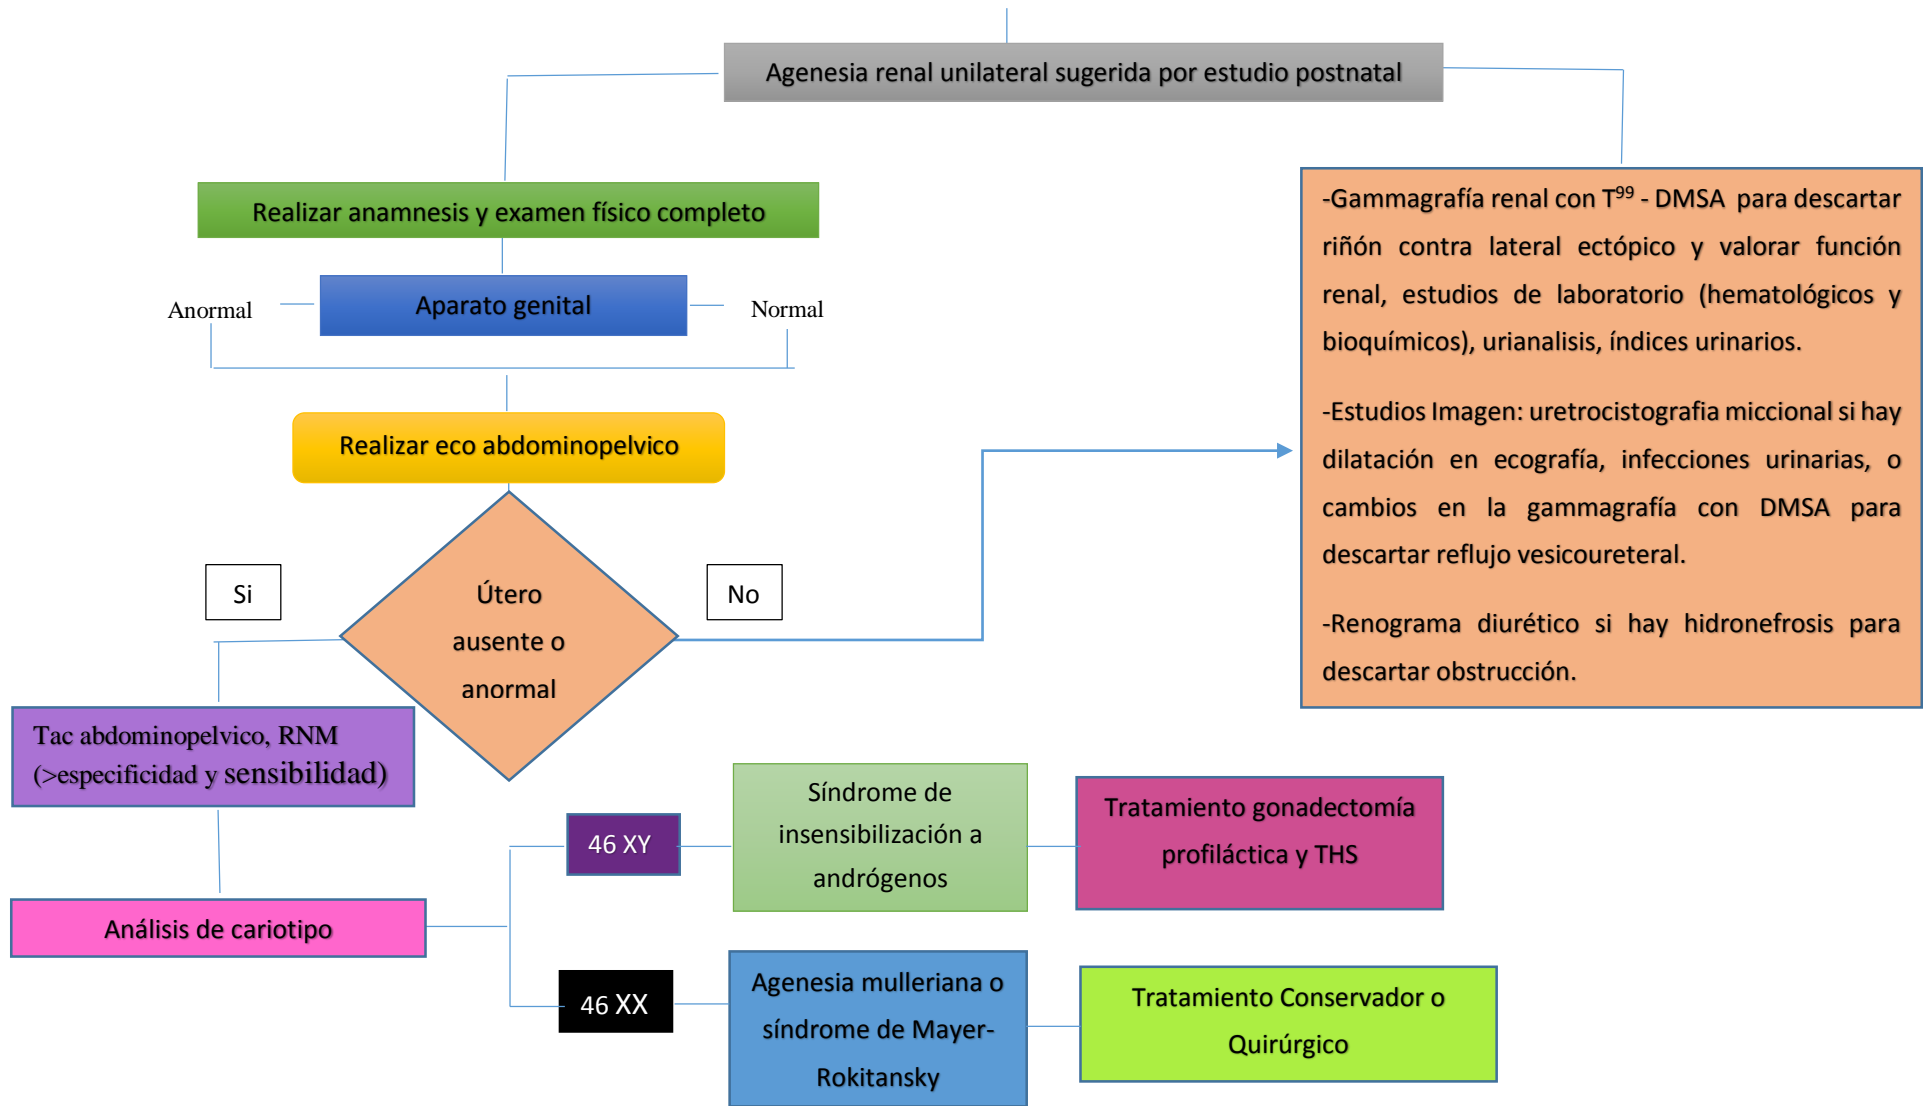 Agenesia renal unilateral sugerida por estudio postnatal
Realizar anamnesis y examen físico completo
Anormal
Aparato genital
Normal
Realizar eco abdominopelvico
Si
Útero
ausente o
anormal
No
-Gammagrafía renal con T⁹⁹ - DMSA para descartar
riñón contra lateral ectópico y valorar función
renal, estudios de laboratorio (hematológicos y
bioquímicos), urianalisis, índices urinarios.
-Estudios Imagen: uretrocistografia miccional si hay
dilatación en ecografía, infecciones urinarias, o
cambios en la gammagrafía con DMSA para
descartar reflujo vesicoureteral.
-Renograma diurético si hay hidronefrosis para
descartar obstrucción.
Tac abdominopelvico, RNM
(>especificidad y sensibilidad)
Análisis de cariotipo
46 XY
Síndrome de
insensibilización a
andrógenos
Tratamiento gonadectomía
profiláctica y THS
46 XX
Agenesia mulleriana o
síndrome de Mayer-
Rokitansky
Tratamiento Conservador o
Quirúrgico